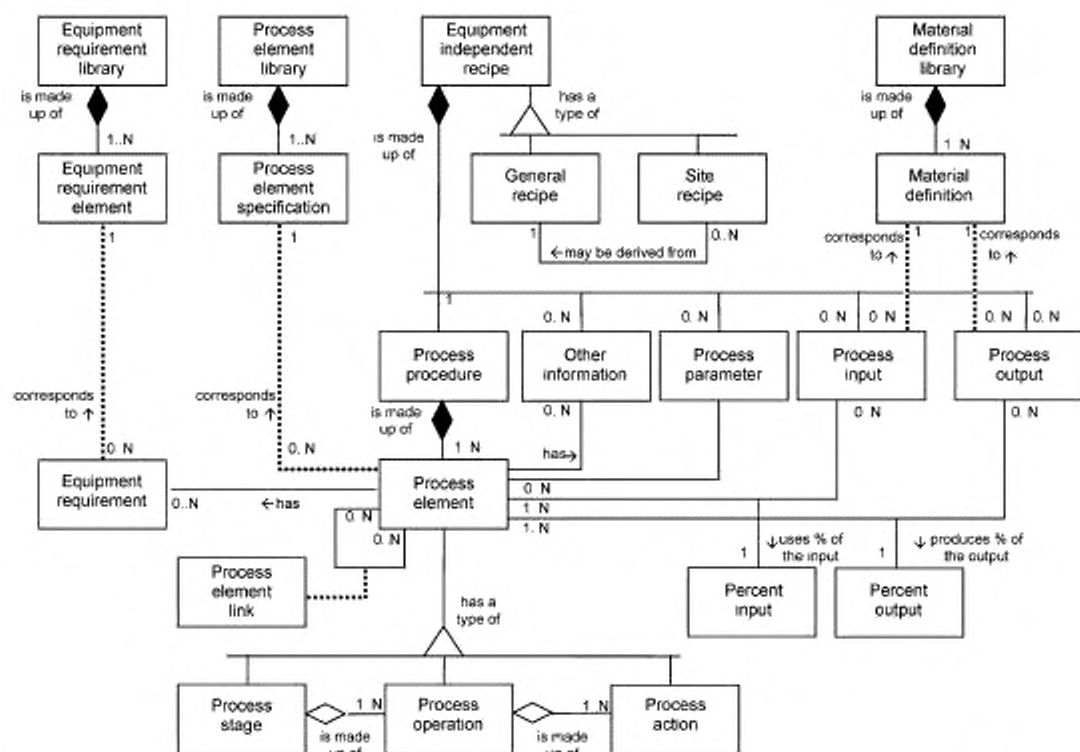 Equipment
requirement
library
Process
element
library
Equipment
independent
recipe
Material
definition
library
is made
up of
is made
up of
is made
up of
has a
type of
is made
up of
1..N
1..N
1 N
Equipment
requirement
element
Process
element
specification
General
recipe
Site
recipe
Material
definition
1
1
1
0..N
←may be derived from
corresponds
to ↑
1
1
corresponds
to ↑
1
0. N
0. N
0. N
0. N
0. N
0. N
Process
procedure
Other
information
Process
parameter
Process
input
Process
output
corresponds
to ↑
corresponds
to ↑
is made
up of
0. N
0 N
0. N
0 N
0. N
1 N
has→
Equipment
requirement
0..N
←has
Process
element
0 N
1 N
1. N
0. N
0. N
1
↓uses % of
the input
1
↓ produces % of
the output
Process
element
link
Percent
input
Percent
output
has a
type of
Process
stage
1 N
Process
operation
1 N
Process
action
is made
up of
is made
up of